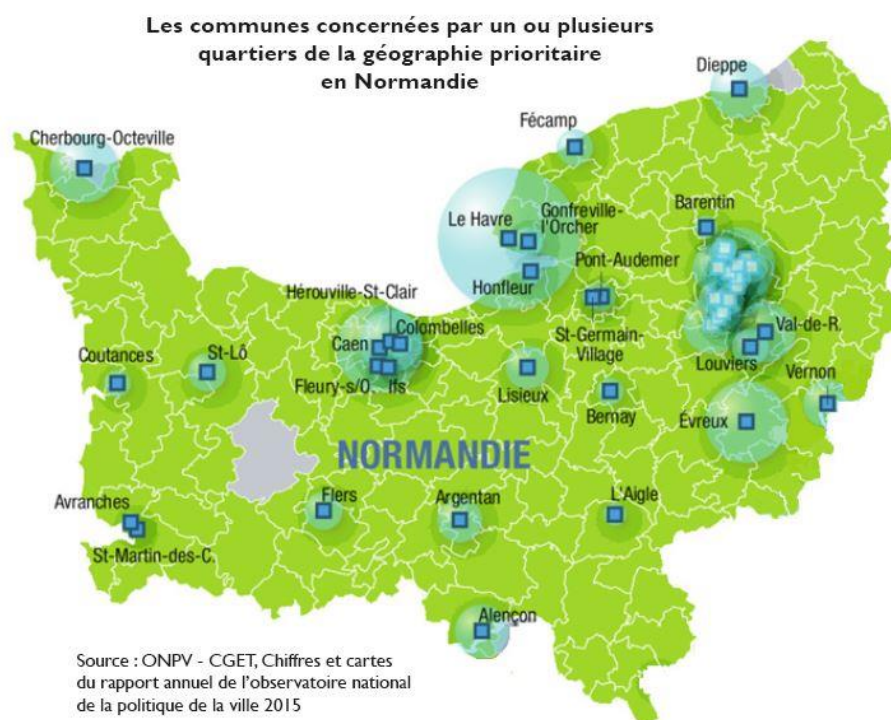 Les communes concernées par un ou plusieurs
quartiers de la géographie prioritaire
en Normandie
Dieppe
Fécamp
Cherbourg-Octeville
Barentin
Le Havre
Gonfreville-
l'Orcher
Pont-Audemer
Honfleur
Hérouville-St-Clair
Colombelles
Caen
St-Germain-
Village
Val-de-R.
Louviers
Coutances
St-Lô
Fleury-s/O.
Ifs
Lisieux
Bernay
Vernon
Évreux
NORMANDIE
Avranches
Flers
Argentan
L'Aigle
St-Martin-des-C.
Alençon
Source : ONPV - CGET, Chiffres et cartes
du rapport annuel de l'observatoire national
de la politique de la ville 2015